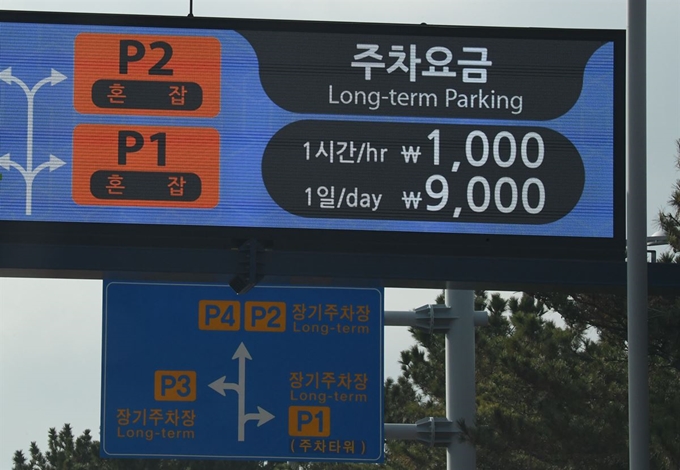 P2
혼 잡
P1
혼 잡
주차요금
Long-term Parking
1시간/hr ₩1,000
1일/day ₩9,000
P4 P2 장기주차장
Long-term
P3
장기주차장
Long-term
장기주차장
Long-term
P1
(주차타워)